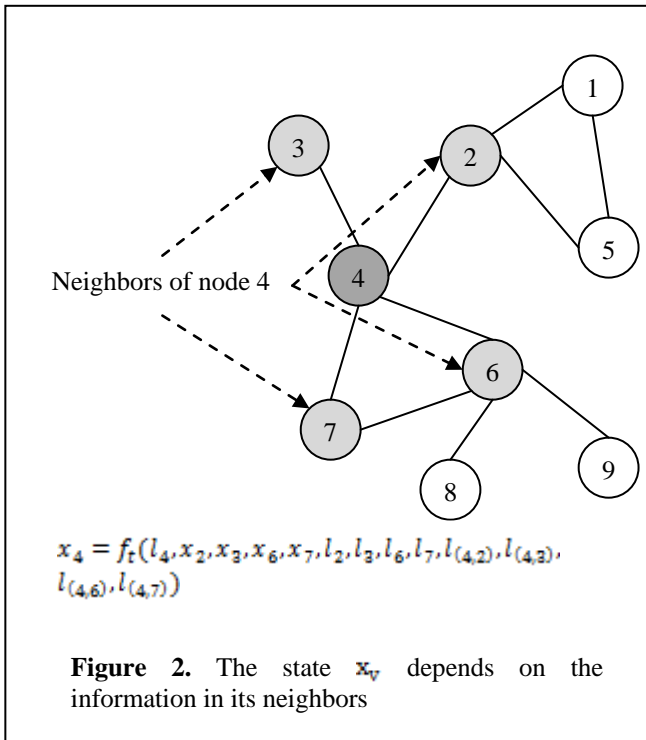 1
3
2
5
Neighbors of node 4
4
6
7
9
8
x₄ = fₜ(l₄,x₂,x₃,x₆,x₇,l₂,l₃,l₆,l₇,l₍₄,₂₎,l₍₄,₃₎,
l₍₄,₆₎,l₍₄,₇₎)
Figure 2. The state xᵥ depends on the
information in its neighbors